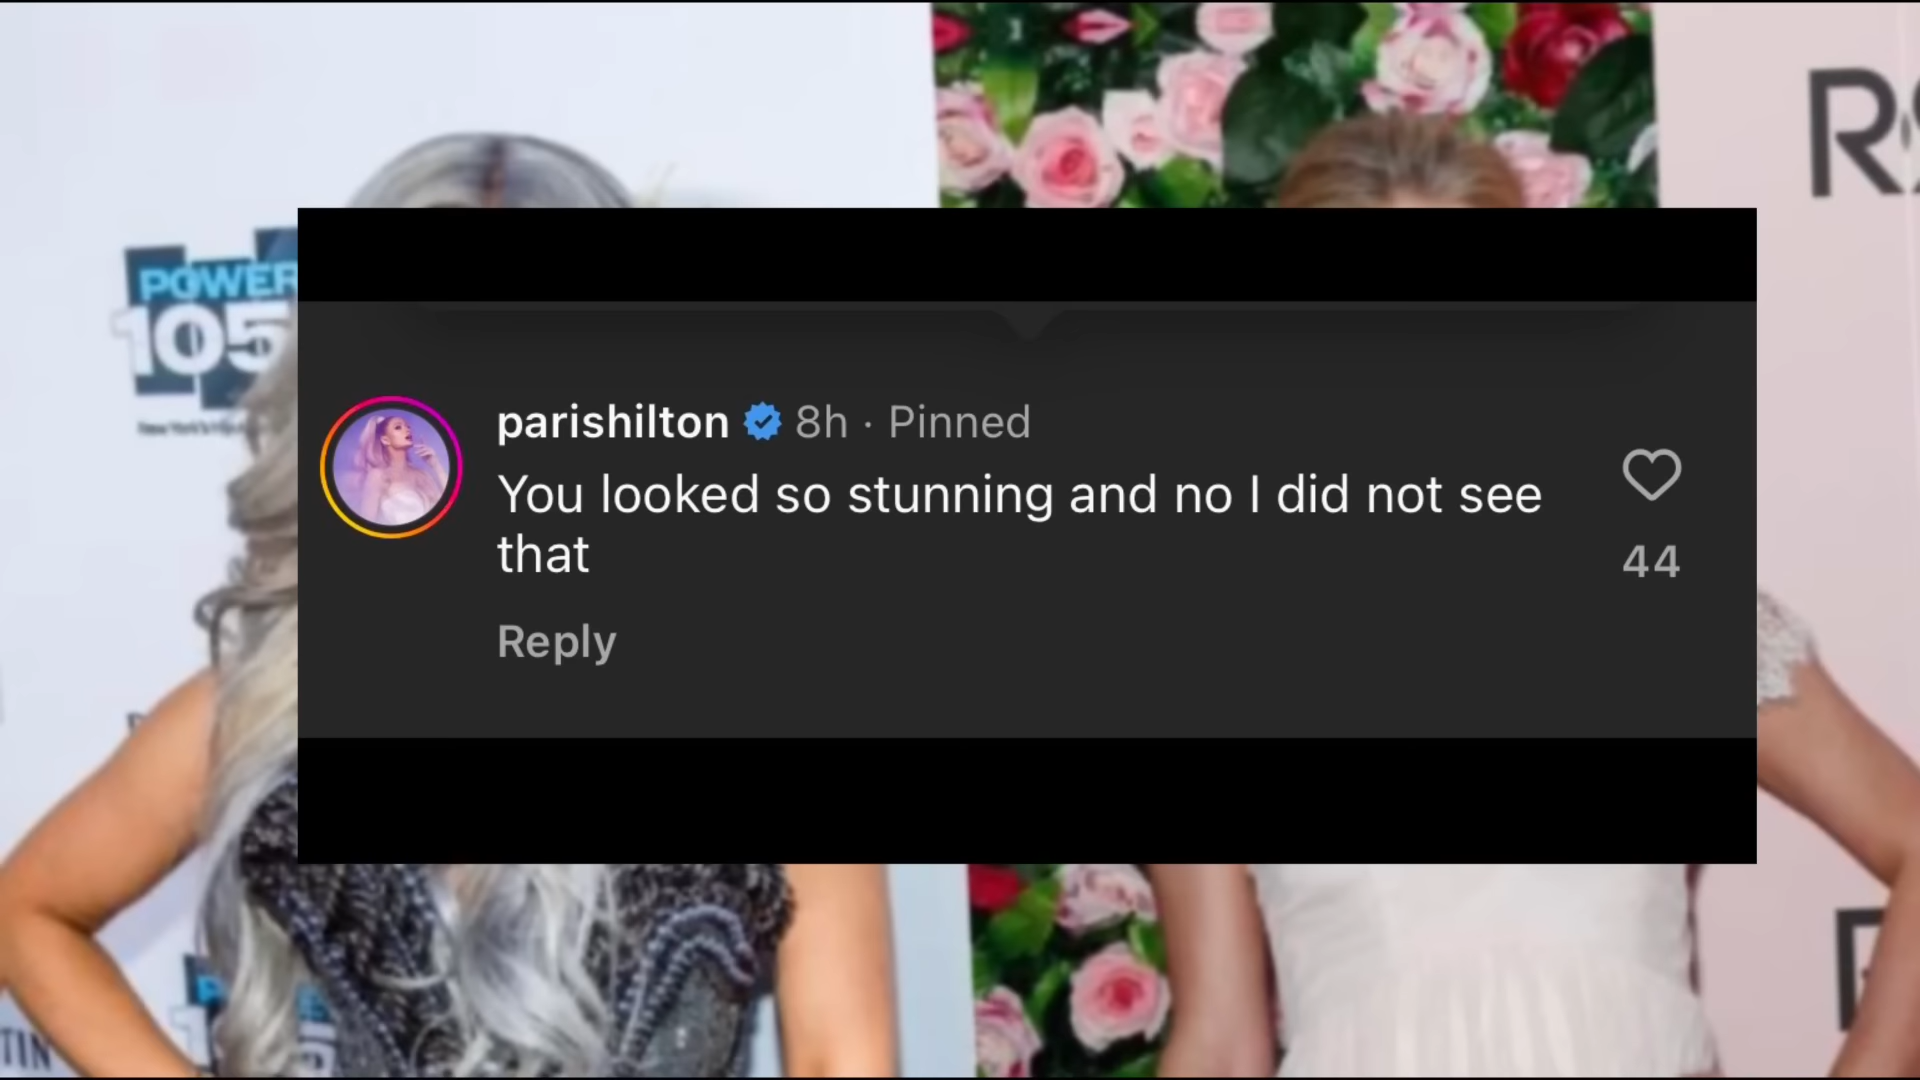 POWER
105
parishilton 8h · Pinned
You looked so stunning and no I did not see
that
Reply
44